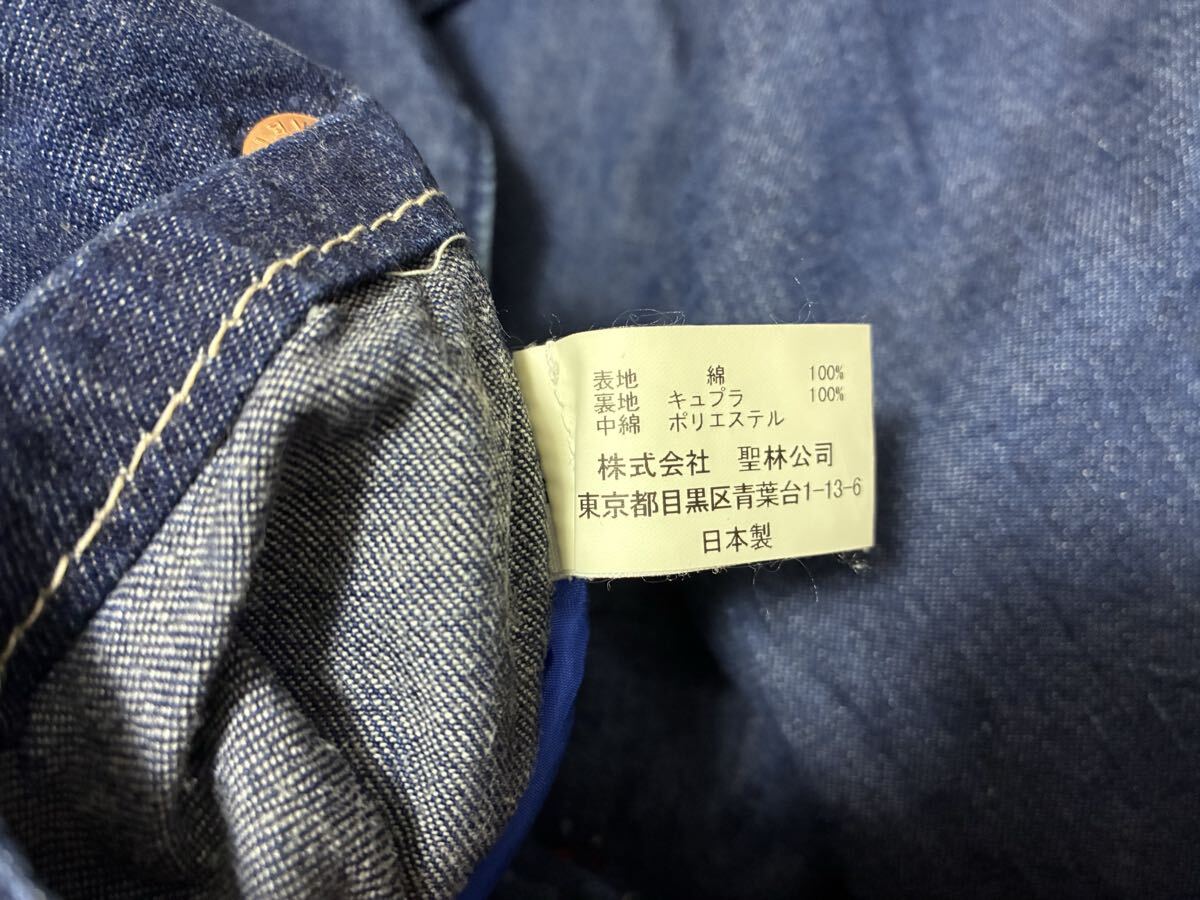 表地 綿 100%
裏地 キュプラ 100%
中綿 ポリエステル
株式会社 聖林公司
東京都目黒区青葉台1-13-6
日本製